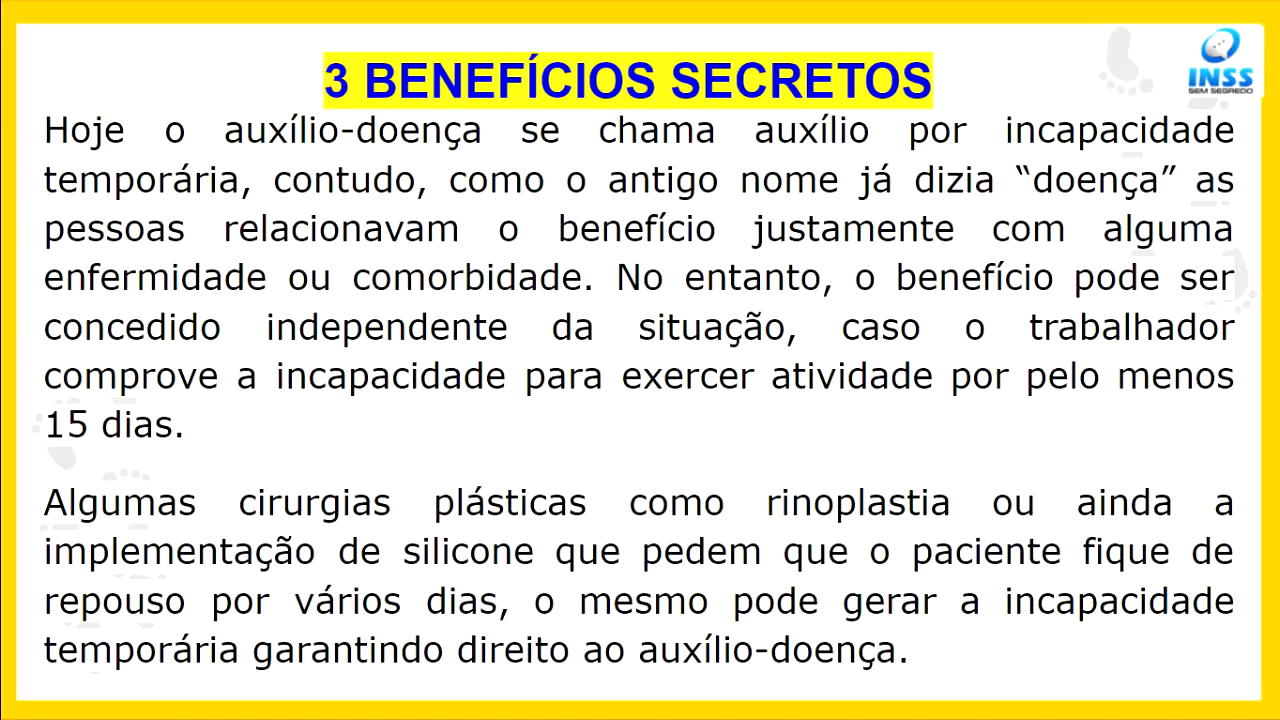 3 BENEFÍCIOS SECRETOS
INSS
SEM SEGREDO
Hoje o auxílio-doença se chama auxílio por incapacidade
temporária, contudo, como o antigo nome já dizia “doença” as
pessoas relacionavam o benefício justamente com alguma
enfermidade ou comorbidade. No entanto, o benefício pode ser
concedido independente da situação, caso o trabalhador
comprove a incapacidade para exercer atividade por pelo menos
15 dias.
Algumas cirurgias plásticas como rinoplastia ou ainda a
implementação de silicone que pedem que o paciente fique de
repouso por vários dias, o mesmo pode gerar a incapacidade
temporária garantindo direito ao auxílio-doença.